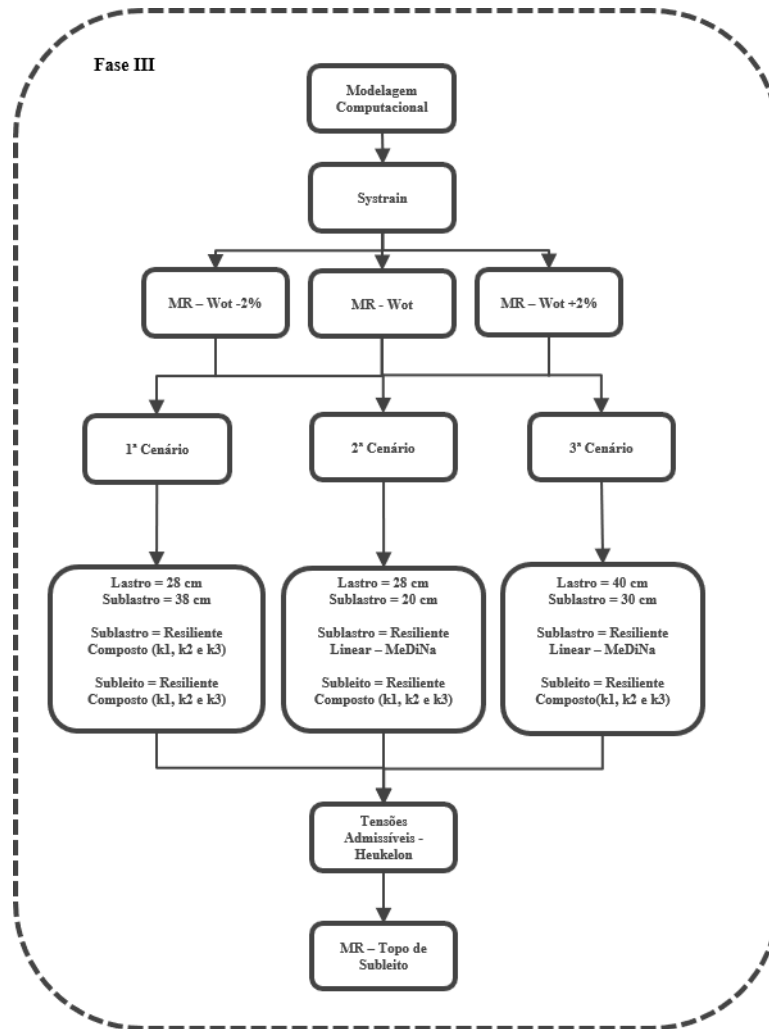 Fase III
Modelagem
Computacional
Systrain
MR – Wot -2%
MR - Wot
MR – Wot +2%
1ª Cenário
2ª Cenário
3ª Cenário
Lastro = 28 cm
Sublastro = 38 cm
Sublastro = Resiliente
Composto (k1, k2 e k3)
Subleito = Resiliente
Composto (k1, k2 e k3)
Lastro = 28 cm
Sublastro = 20 cm
Sublastro = Resiliente
Linear – MeDiNa
Subleito = Resiliente
Composto (k1, k2 e k3)
Lastro = 40 cm
Sublastro = 30 cm
Sublastro = Resiliente
Linear – MeDiNa
Subleito = Resiliente
Composto(k1, k2 e k3)
Tensões
Admissíveis -
Heukelon
MR – Topo de
Subleito